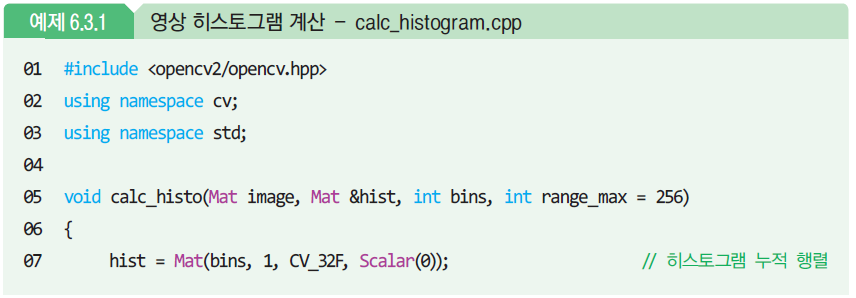 예제 6.3.1 영상 히스토그램 계산 - calc_histogram.cpp
01 #include <opencv2/opencv.hpp>
02 using namespace cv;
03 using namespace std;
04
05 void calc_histo(Mat image, Mat &hist, int bins, int range_max = 256)
06 {
07 hist = Mat(bins, 1, CV_32F, Scalar(0)); // 히스토그램 누적 행렬